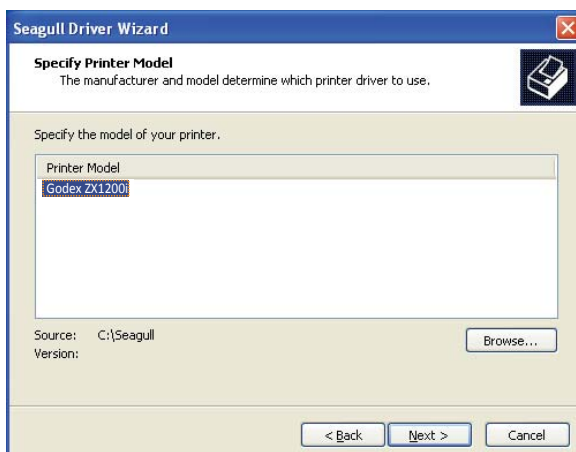 Seagull Driver Wizard
Specify Printer Model
The manufacturer and model determine which printer driver to use.
Specify the model of your printer.
Printer Model
Godex ZX1200i
Source: C:\Seagull
Browse...
Version:
< Back
Next >
Cancel